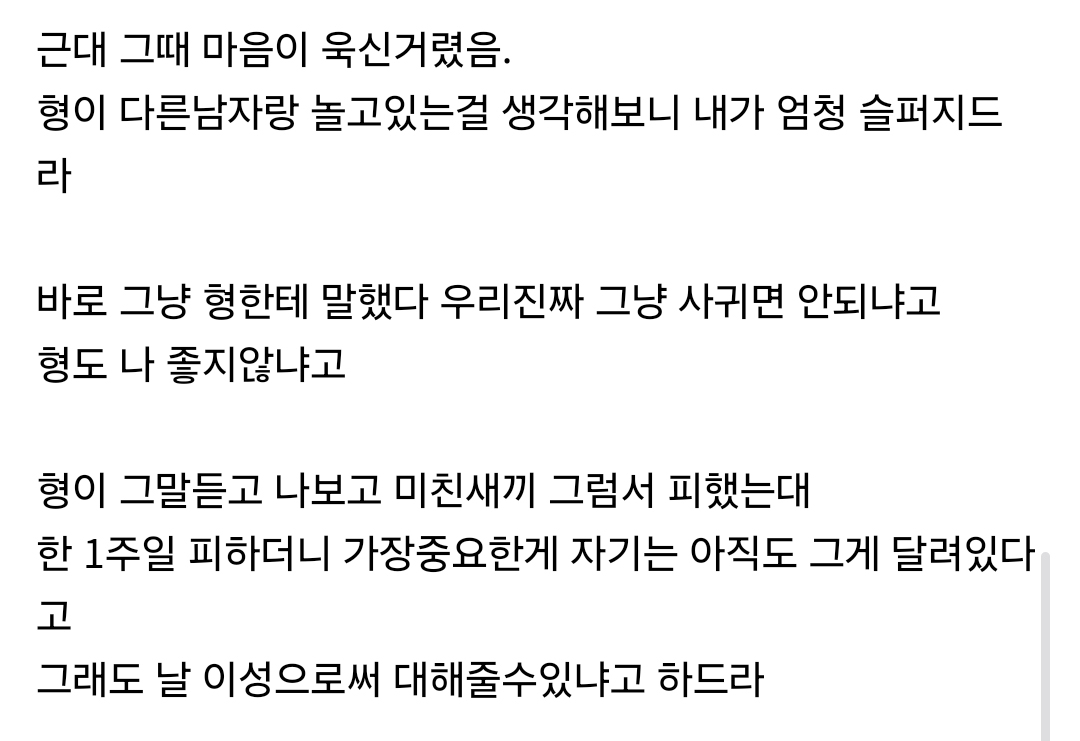 근대 그때 마음이 욱신거렸음.
형이 다른남자랑 놀고있는걸 생각해보니 내가 엄청 슬퍼지드
라
바로 그냥 형한테 말했다 우리진짜 그냥 사귀면 안되냐고
형도 나 좋지않냐고
형이 그말듣고 나보고 미친새끼 그럼서 피했는대
한 1주일 피하더니 가장중요한게 자기는 아직도 그게 달려있다
고
그래도 날 이성으로써 대해줄수있냐고 하드라